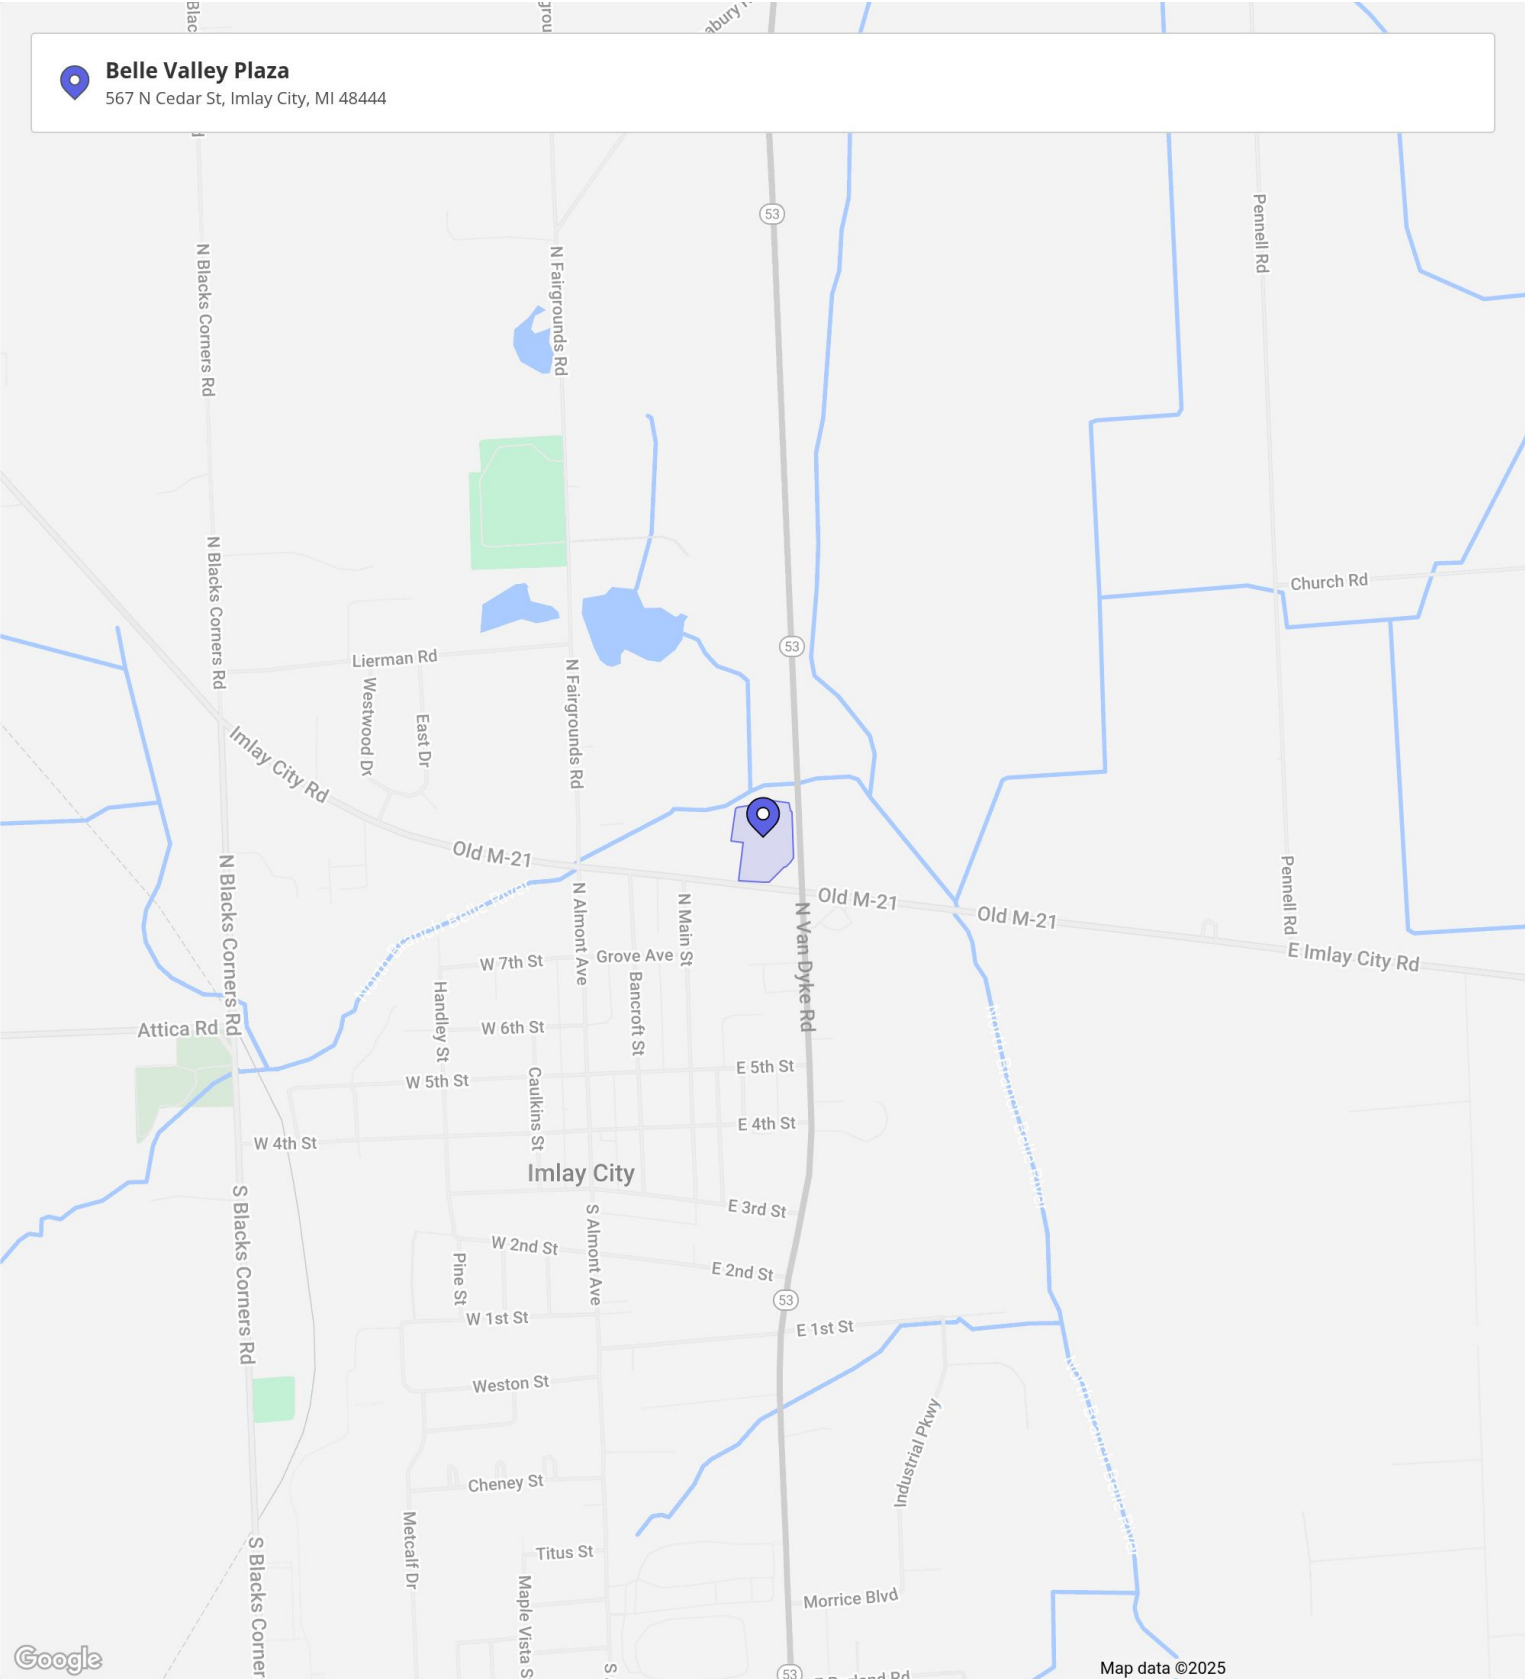 Belle Valley Plaza
567 N Cedar St, Imlay City, MI 48444
53
Pennell Rd
N Blacks Corners Rd
N Fairgrounds Rd
N Blacks Corners Rd
Church Rd
53
Lierman Rd
Westwood Dr
East Dr
N Fairgrounds Rd
Imlay City Rd
Old M-21
N Blacks Corners Rd
Pennell Rd
N Almont Ave
N Main St
Old M-21
Old M-21
N Van Dyke Rd
E Imlay City Rd
Grove Ave
W 7th St
Handley St
Bancroft St
Attica Rd
W 6th St
E 5th St
W 5th St
Caulkins St
E 4th St
W 4th St
Imlay City
S Blacks Corners Rd
E 3rd St
S Almont Ave
W 2nd St
Pine St
E 2nd St
53
W 1st St
E 1st St
Weston St
Industrial Pkwy
Cheney St
Metcalf Dr
S Blacks Corner
Titus St
Maple Vista S
Morrice Blvd
S
53
Google
Map data ©2025